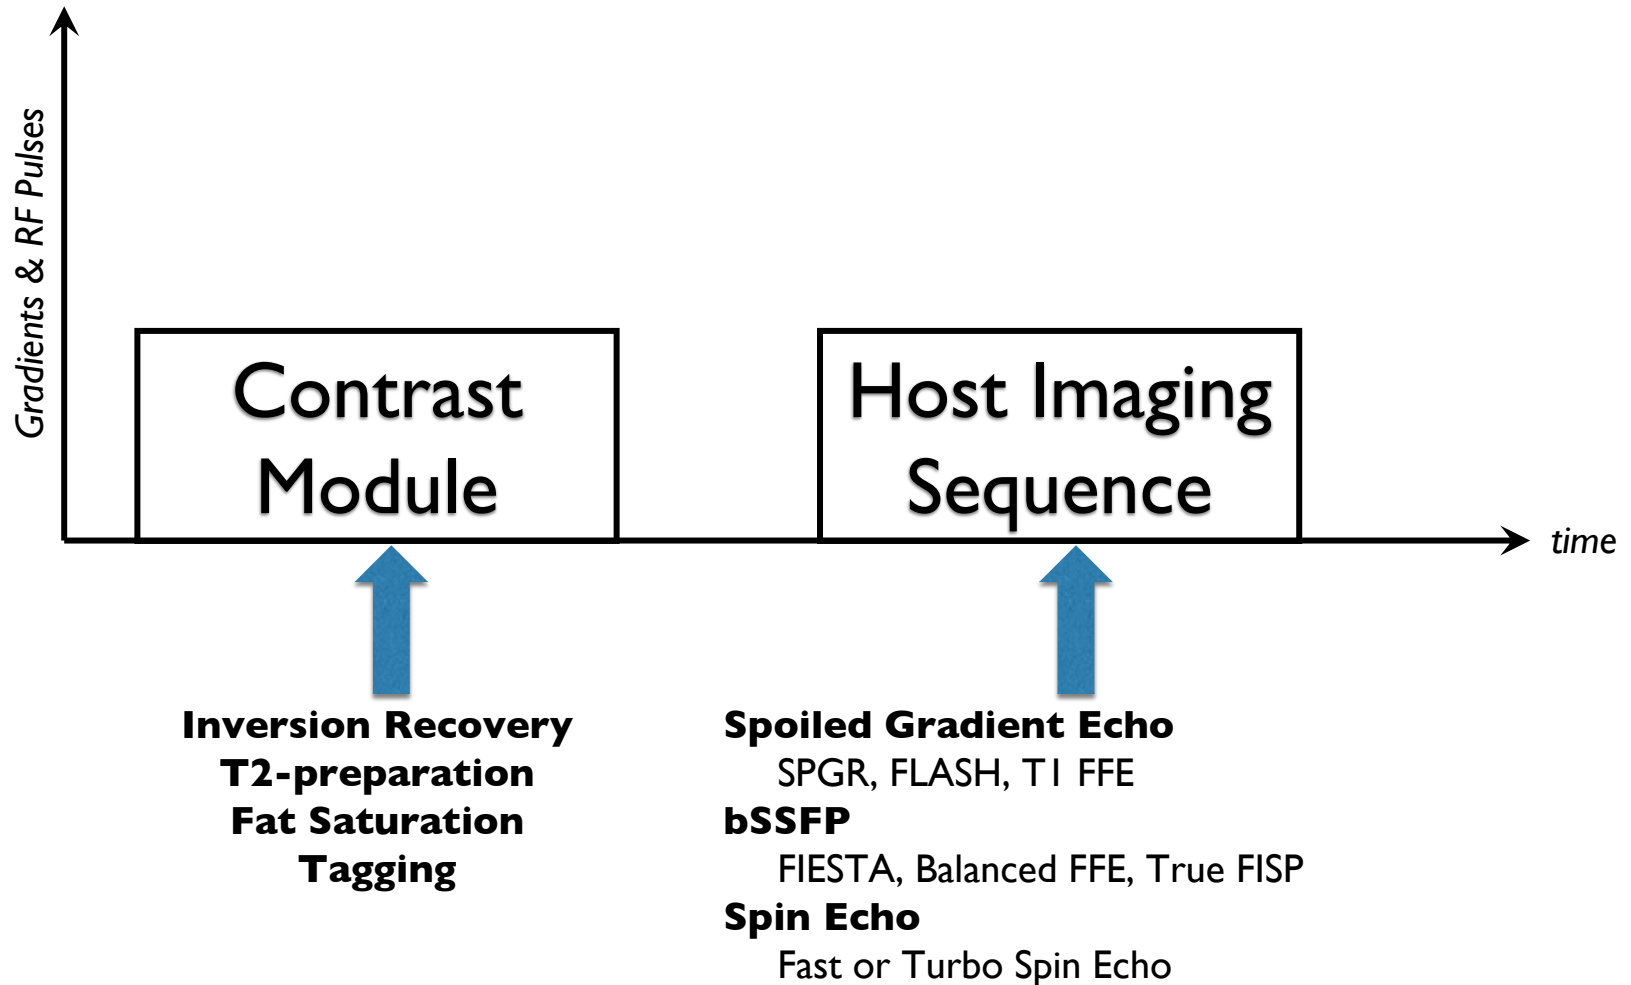 Gradients & RF Pulses
Contrast
Module
Host Imaging
Sequence
time
Inversion Recovery
T2-preparation
Fat Saturation
Tagging
Spoiled Gradient Echo
SPGR, FLASH, T1 FFE
bSSFP
FIESTA, Balanced FFE, True FISP
Spin Echo
Fast or Turbo Spin Echo